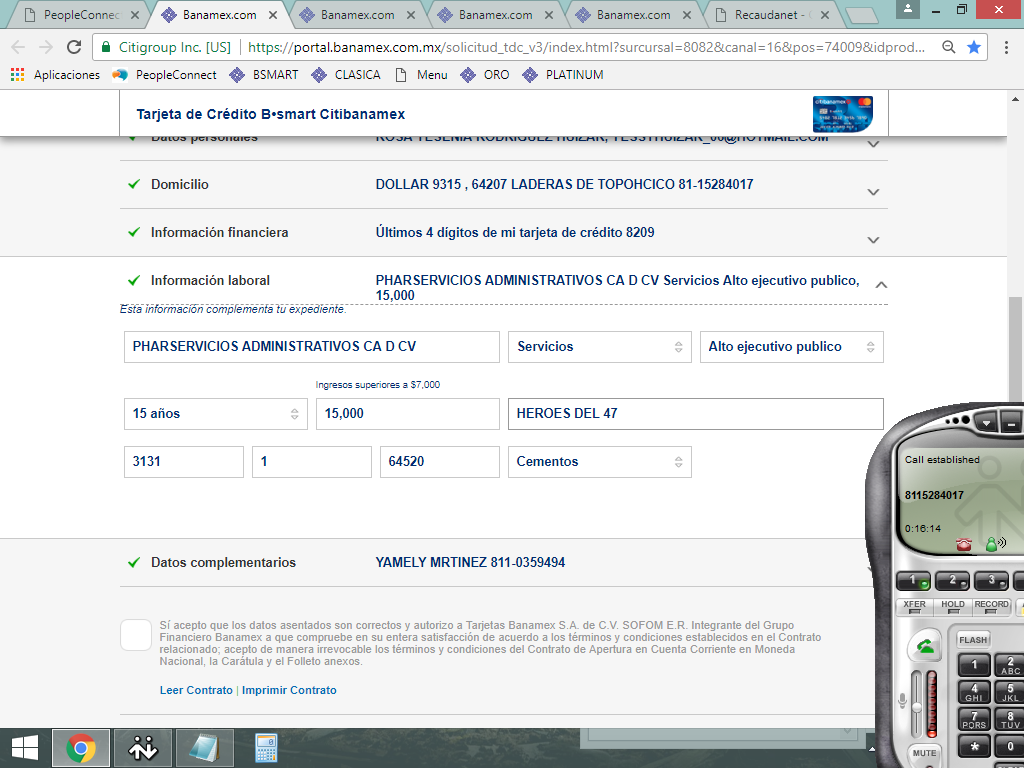 PeopleConnec
Banamex.com
Banamex.com
Banamex.com
Banamex.com
Recaudanet -
Citigroup Inc. [US]
https://portal.banamex.com.mx/solicitud_tdc_v3/index.html?sursursal=8082&canal=16&pos=74009&idprod...
Aplicaciones
PeopleConnect
BSMART
CLASICA
Menu
ORO
PLATINUM
Tarjeta de Crédito B•smart Citibanamex
Datos personales
ROSA YESENIA RODRIGUEZ HUIZAR, YESSYHUIZAR_06@HOTMAIL.COM
Domicilio
DOLLAR 9315 , 64207 LADERAS DE TOPOHCICO 81-15284017
Información financiera
Últimos 4 dígitos de mi tarjeta de crédito 8209
Información laboral
PHARSERVICIOS ADMINISTRATIVOS CA D CV Servicios Alto ejecutivo publico,
15,000
Esta información complementa tu expediente.
PHARSERVICIOS ADMINISTRATIVOS CA D CV
Servicios
Alto ejecutivo publico
Ingresos superiores a $7,000
15 años
15,000
HEROES DEL 47
3131
1
64520
Cementos
Datos complementarios
YAMELY MRTINEZ 811-0359494
Sí acepto que los datos asentados son correctos y autorizo a Tarjetas Banamex S.A. de C.V. SOFOM E.R. Integrante del Grupo
Financiero Banamex a que compruebe en su entera satisfacción de acuerdo a los términos y condiciones establecidos en el Contrato
relacionado; acepto de manera irrevocable los términos y condiciones del Contrato de Apertura en Cuenta Corriente en Moneda
Nacional, la Carátula y el Folleto anexos.
Leer Contrato | Imprimir Contrato
Call established
8115284017
0:16:14
1
2
3
XFER
HOLD
RECORD
FLASH
1
2
ABC
4
GHI
5
JKL
7
PQRS
8
TUV
*
0
MUTE